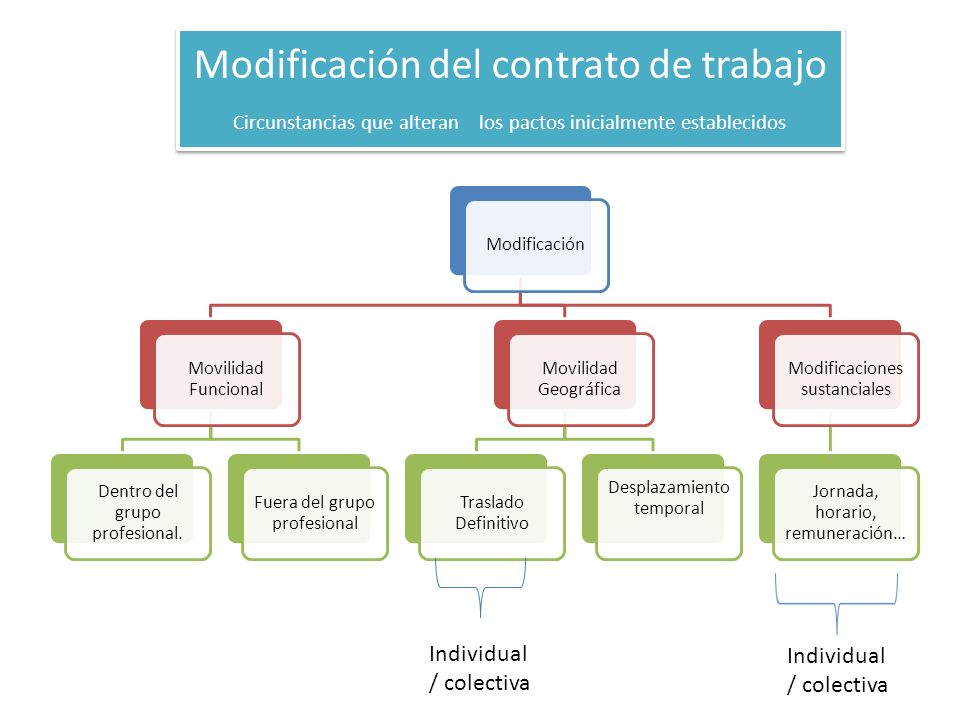 Modificación del contrato de trabajo
Circunstancias que alteran los pactos inicialmente establecidos
Modificación
Movilidad
Funcional
Movilidad
Geográfica
Modificaciones
sustanciales
Dentro del
grupo
profesional.
Fuera del grupo
profesional
Traslado
Definitivo
Desplazamiento
temporal
Jornada,
horario,
remuneración...
Individual
/ colectiva
Individual
/ colectiva